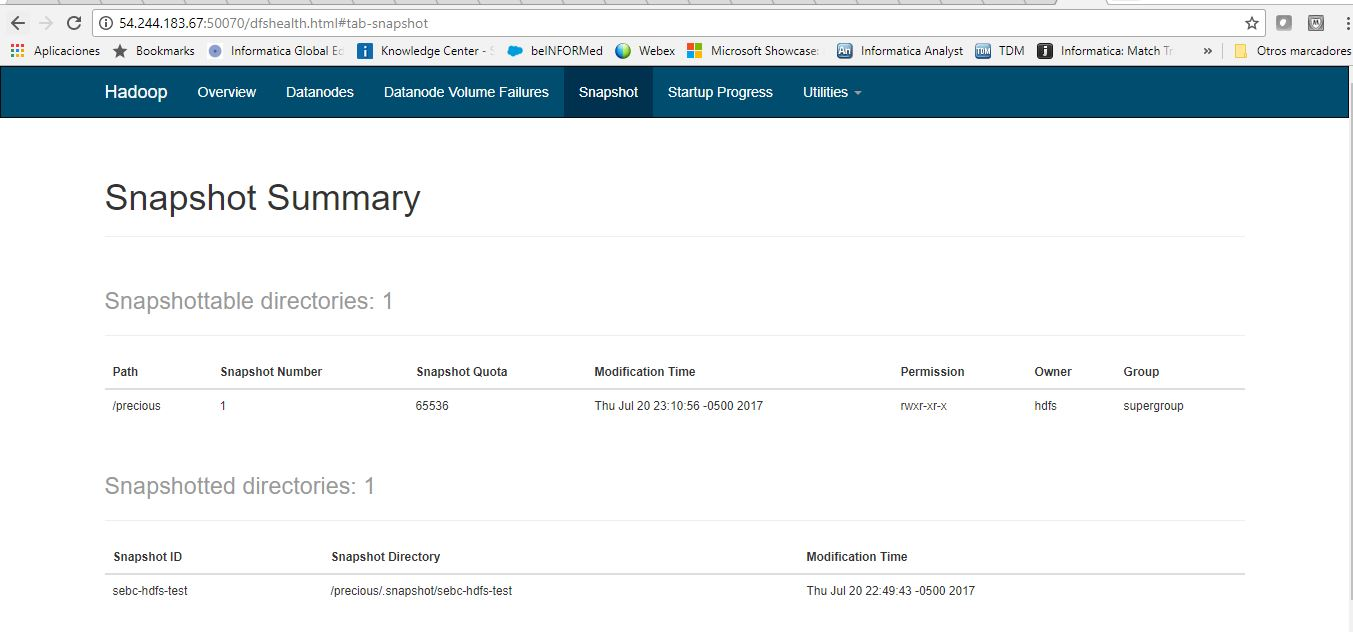 54.244.183.67:50070/dfshealth.html#tab-snapshot
Aplicaciones Bookmarks Informatica Global Ed Knowledge Center - S beINFORMed Webex Microsoft Showcase: An Informatica Analyst TDM TDM Informatica: Match Tr » Otros marcadores
Hadoop Overview Datanodes Datanode Volume Failures Snapshot Startup Progress Utilities
Snapshot Summary
Snapshottable directories: 1
Path Snapshot Number Snapshot Quota Modification Time Permission Owner Group
/precious 1 65536 Thu Jul 20 23:10:56 -0500 2017 rwxr-xr-x hdfs supergroup
Snapshotted directories: 1
Snapshot ID Snapshot Directory Modification Time
sebc-hdfs-test /precious/.snapshot/sebc-hdfs-test Thu Jul 20 22:49:43 -0500 2017